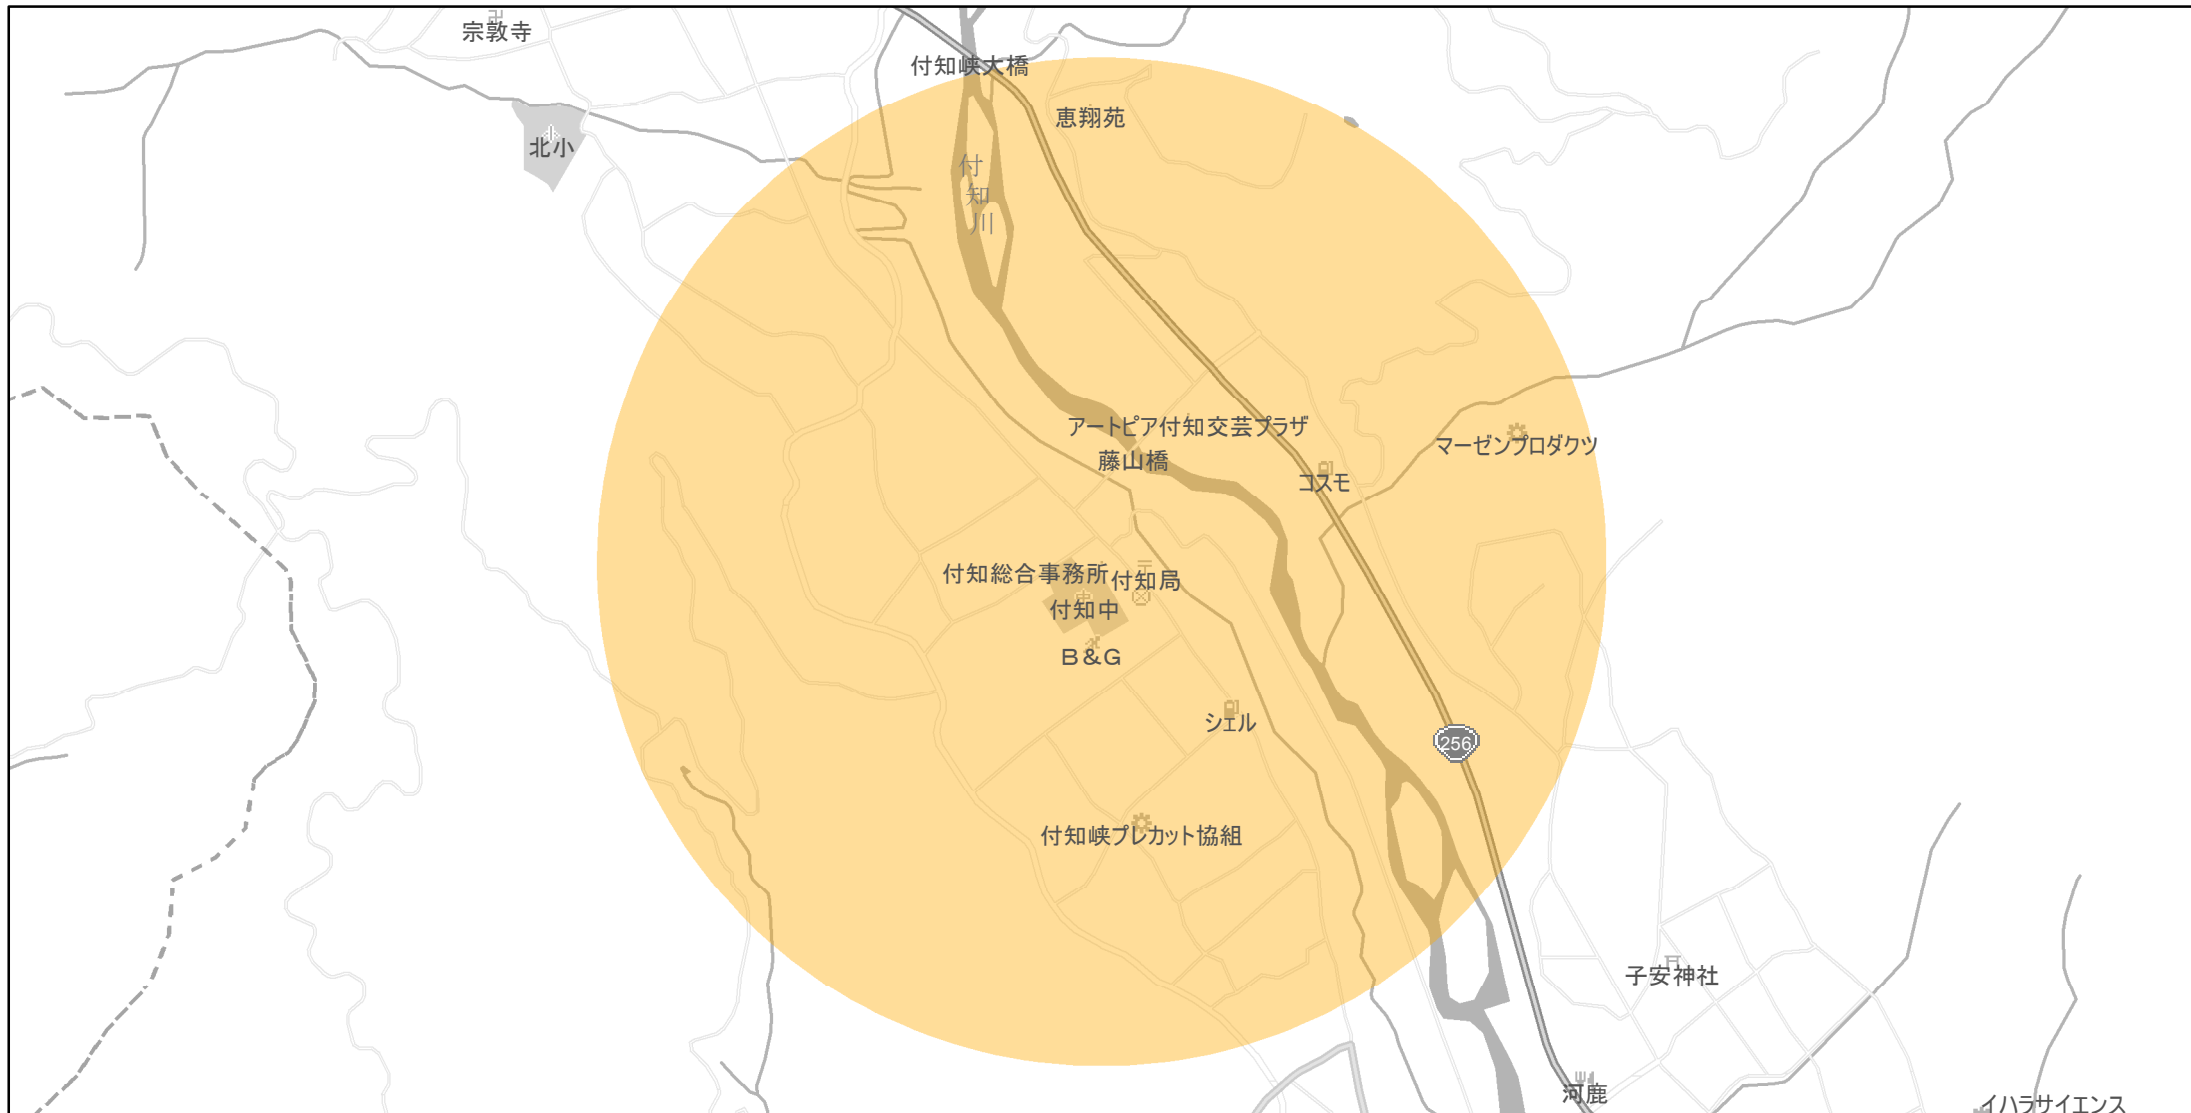 宗敦寺
付知峡大橋
恵翔苑
北小
付知川
アートピア付知交芸プラザ
マーゼンプロダクツ
藤山橋
コスモ
付知総合事務所
付知局
付知中
B&G
シェル
256
付知峡プレカット協組
子安神社
河鹿
イハラサイエンス